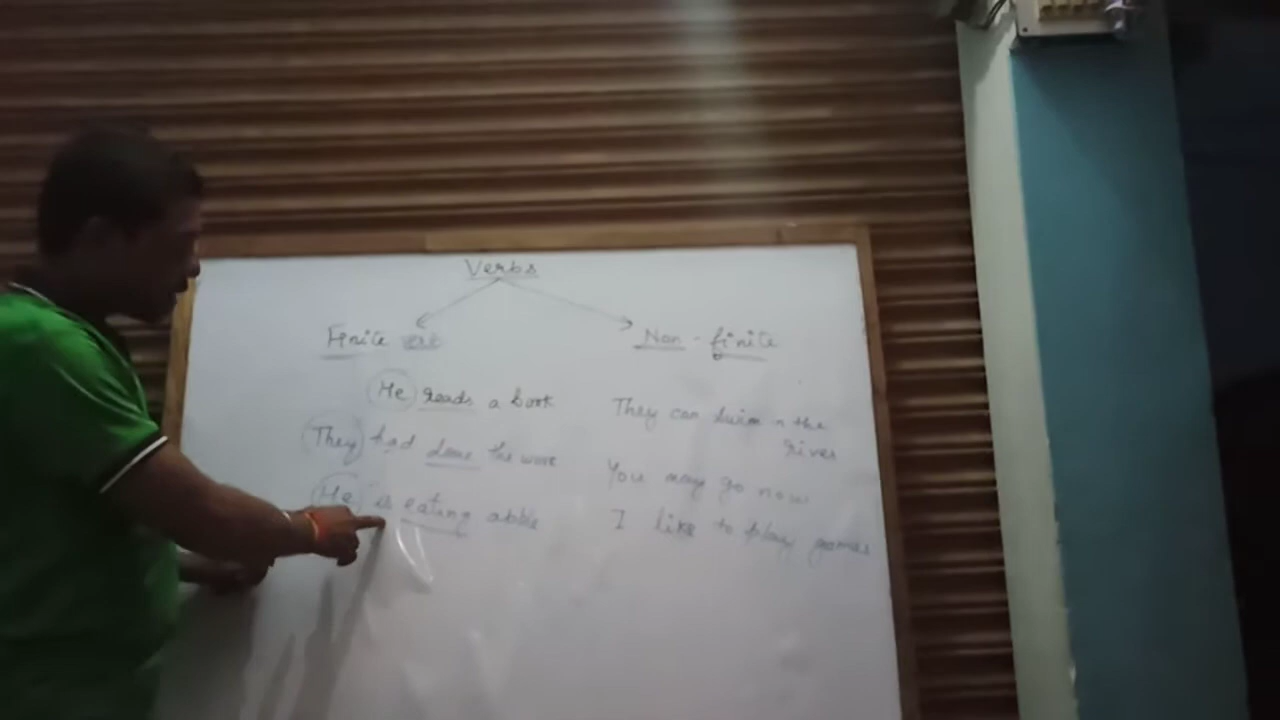 Verbs
Finite verb
He reads a book
They had done the work
He is eating apple
Non-finite
They can swim in the
river
You may go now
I like to play games